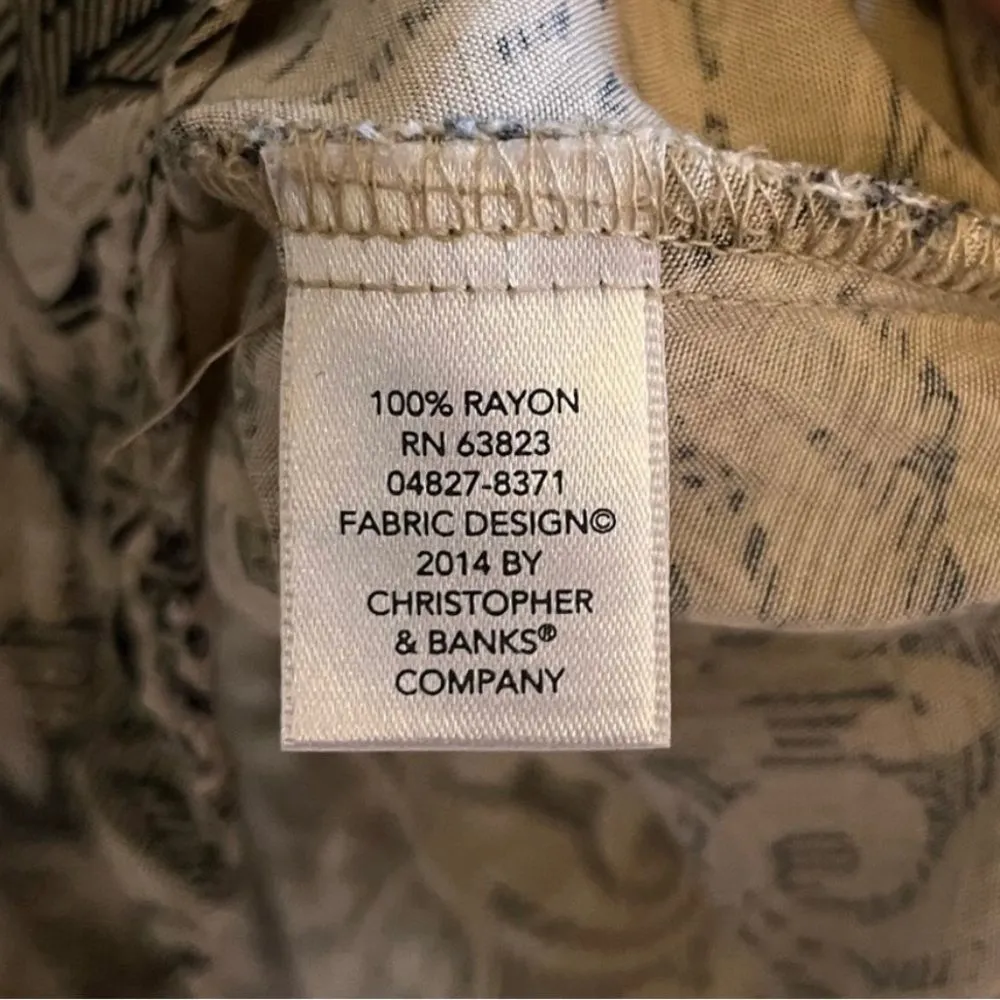 100% RAYON
RN 63823
04827-8371
FABRIC DESIGN©
2014 BY
CHRISTOPHER
& BANKS®
COMPANY